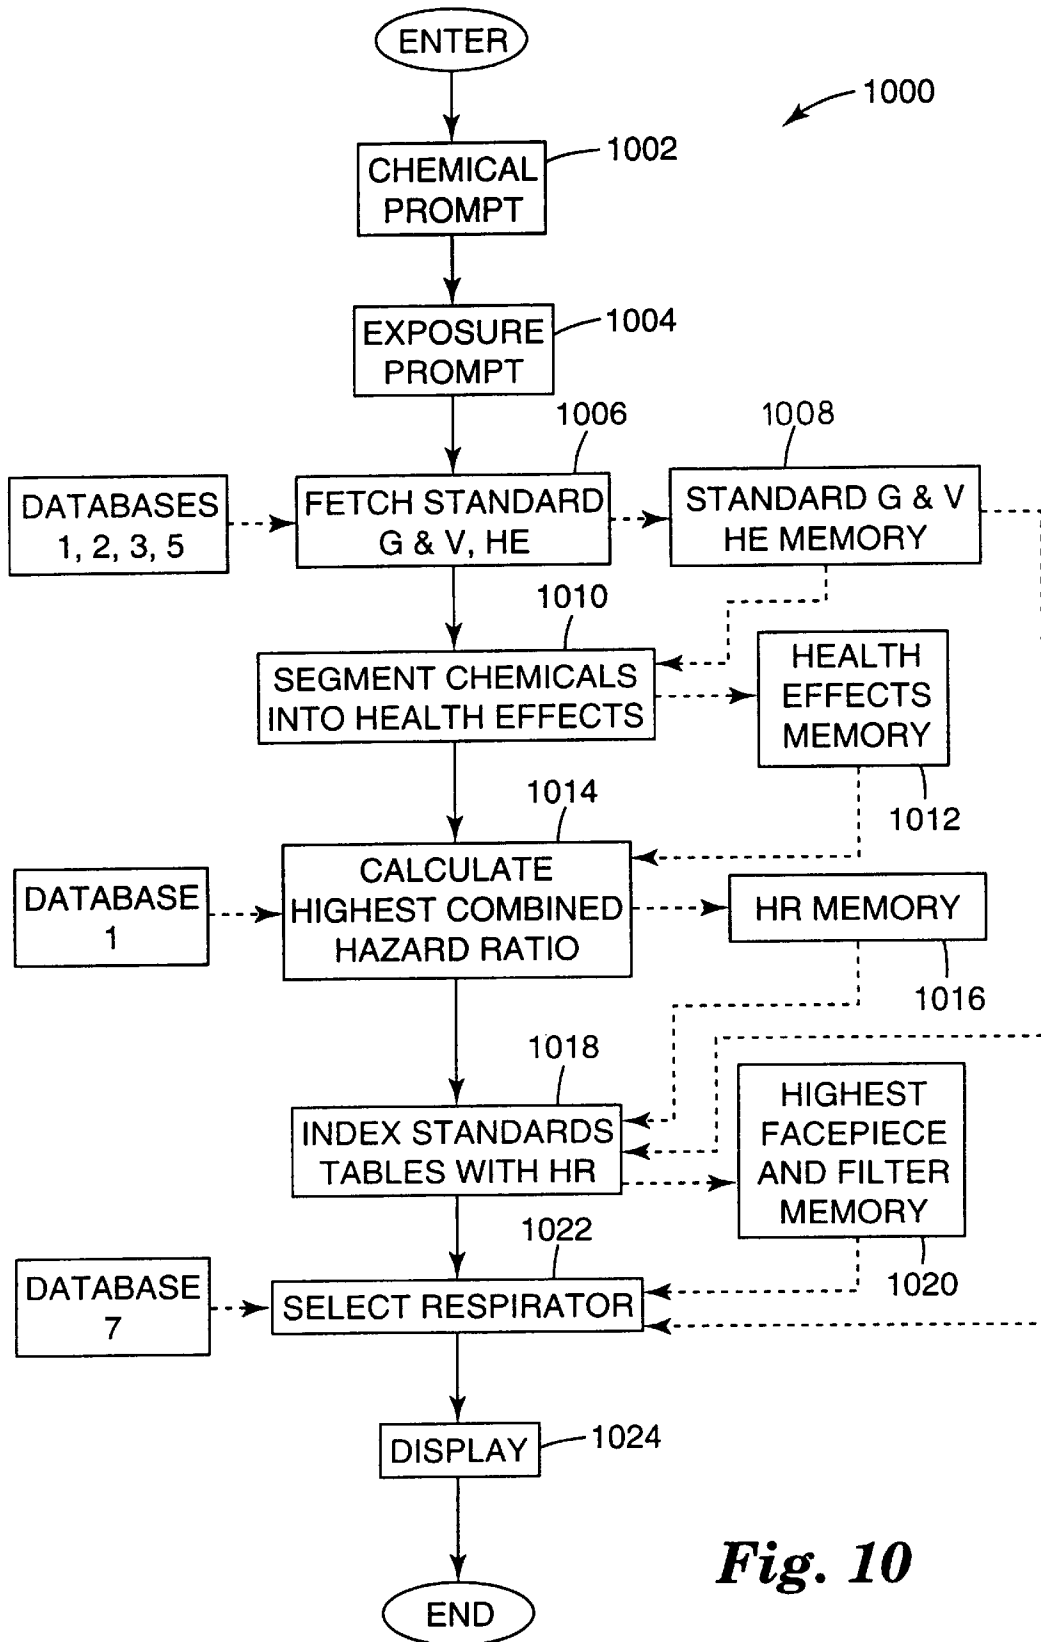 ENTER
1000
1002
CHEMICAL
PROMPT
1004
EXPOSURE
PROMPT
1006
1008
DATABASES
1, 2, 3, 5
FETCH STANDARD
G & V, HE
STANDARD G & V
HE MEMORY
1010
SEGMENT CHEMICALS
INTO HEALTH EFFECTS
HEALTH
EFFECTS
MEMORY
1012
1014
DATABASE
1
CALCULATE
HIGHEST COMBINED
HAZARD RATIO
HR MEMORY
1016
1018
INDEX STANDARDS
TABLES WITH HR
HIGHEST
FACEPIECE
AND FILTER
MEMORY
1020
1022
DATABASE
7
SELECT RESPIRATOR
DISPLAY
1024
END
Fig. 10